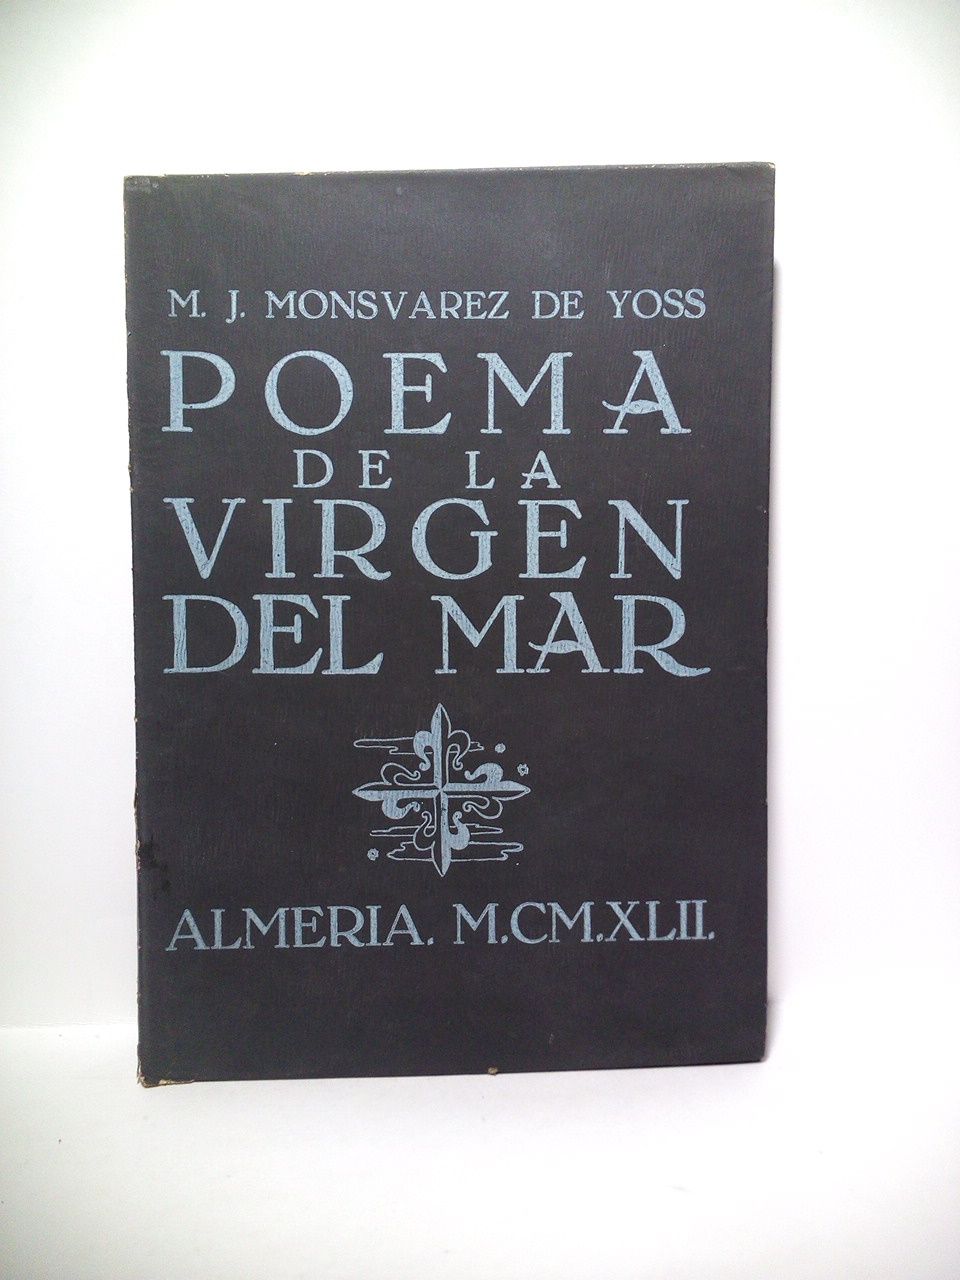 M. J. MONSVAREZ DE YOSS
POEMA
DE LA
VIRGEN
DEL MAR
ALMERIA. M.CM.XLII.